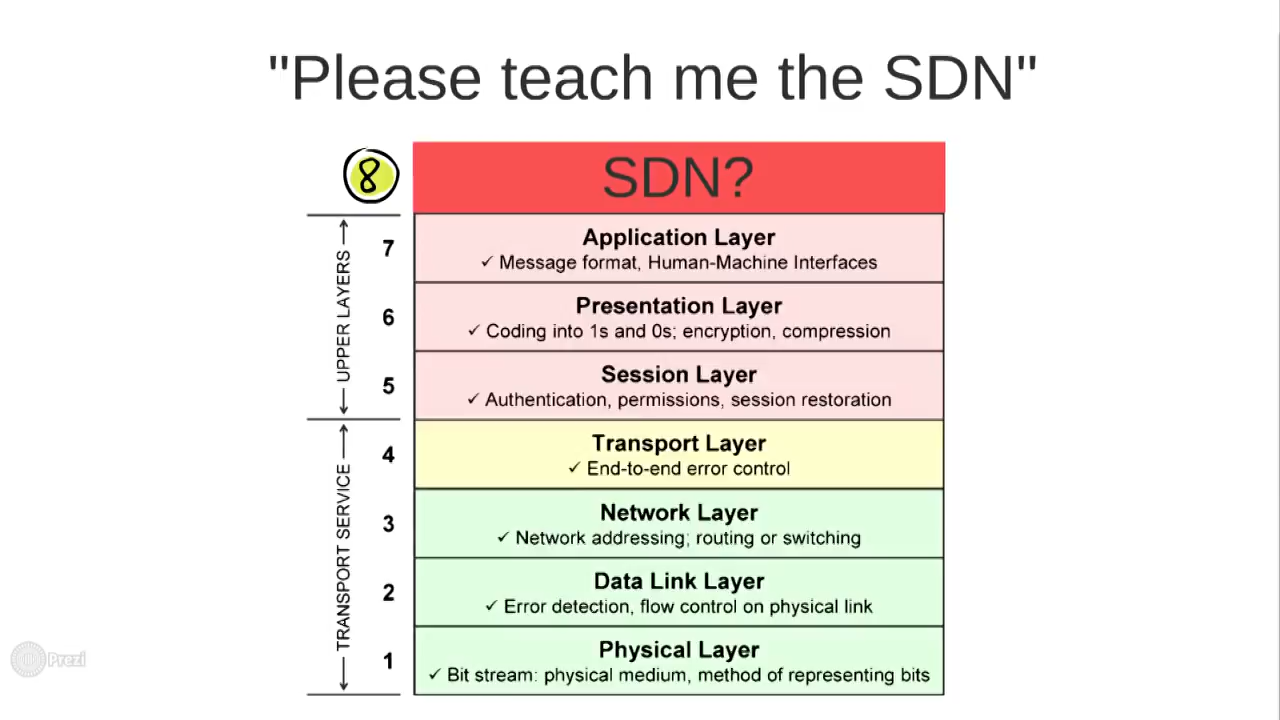 "Please teach me the SDN"
8
SDN?
7
Application Layer
✓ Message format, Human-Machine Interfaces
6
Presentation Layer
✓ Coding into 1s and 0s; encryption, compression
5
Session Layer
✓ Authentication, permissions, session restoration
UPPER LAYERS
4
Transport Layer
✓ End-to-end error control
3
Network Layer
✓ Network addressing; routing or switching
2
Data Link Layer
✓ Error detection, flow control on physical link
1
Physical Layer
✓ Bit stream: physical medium, method of representing bits
TRANSPORT SERVICE
Prezi